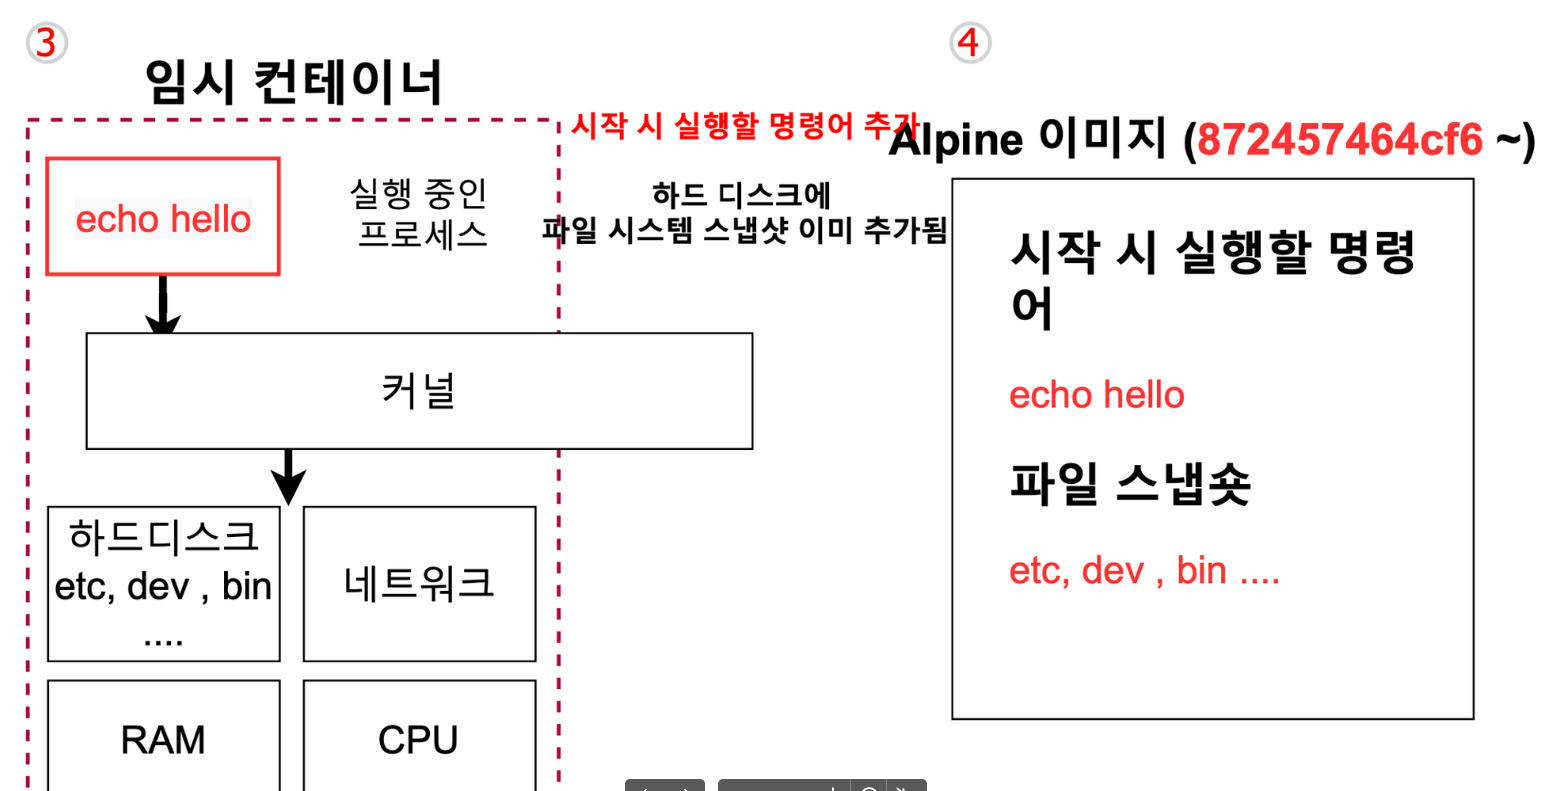 3
임시 컨테이너
echo hello
실행 중인
프로세스
커널
하드디스크
etc, dev , bin
....
네트워크
RAM
CPU
시작 시 실행할 명령어 추가
하드 디스크에
파일 시스템 스냅샷 이미 추가됨
4
Alpine 이미지 (872457464cf6 ~)
시작 시 실행할 명령
어
echo hello
파일 스냅숏
etc, dev , bin ....